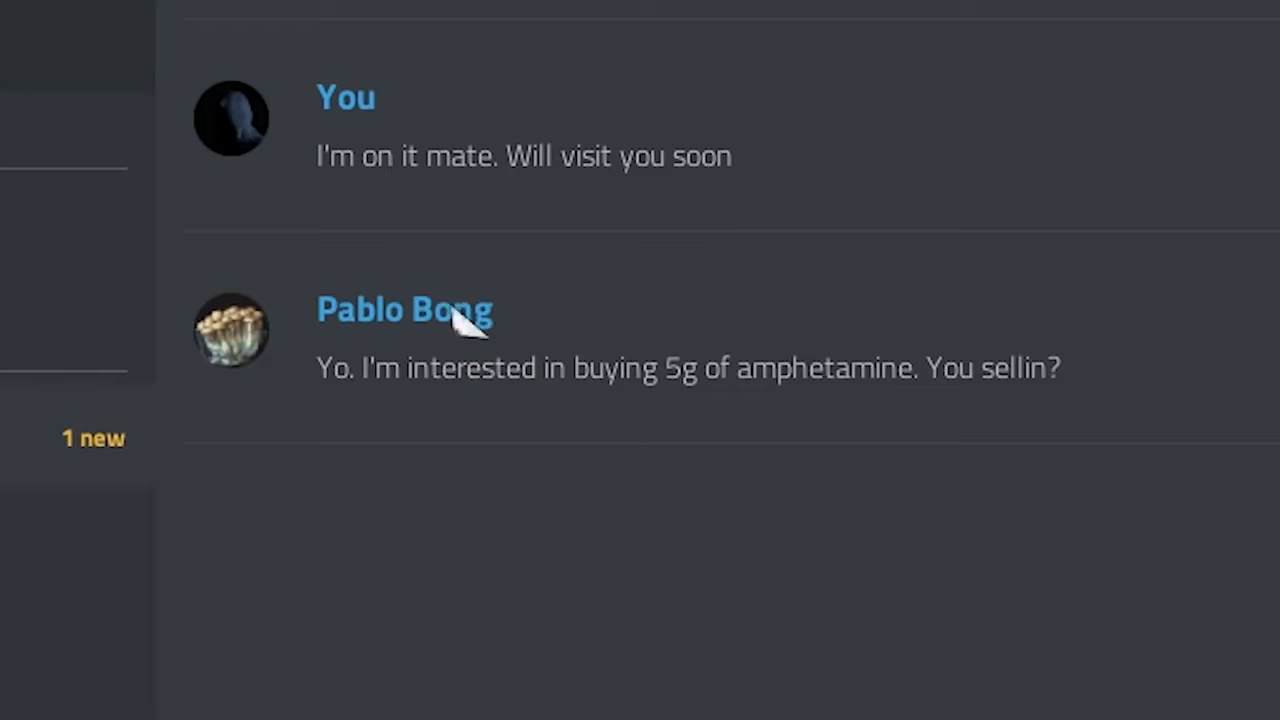 You
I'm on it mate. Will visit you soon
Pablo Bong
Yo. I'm interested in buying 5g of amphetamine. You sellin?
1 new